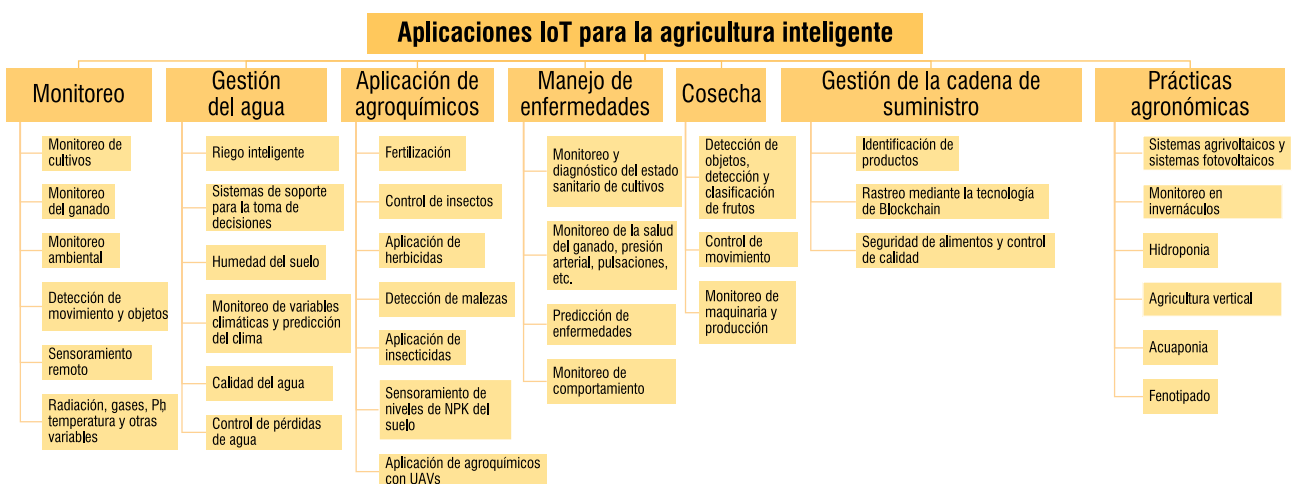 Aplicaciones IoT para la agricultura inteligente
Monitoreo
Monitoreo de
cultivos
Monitoreo
del ganado
Monitoreo
ambiental
Detección de
movimiento y objetos
Sensoramiento
remoto
Radiación, gases, Ph,
temperatura y otras
variables
Gestión
del agua
Riego inteligente
Sistemas de soporte
para la toma de
decisiones
Humedad del suelo
Monitoreo de variables
climáticas y predicción
del clima
Calidad del agua
Control de pérdidas
de agua
Aplicación de
agroquímicos
Fertilización
Control de insectos
Aplicación de
herbicidas
Detección de malezas
Aplicación de
insecticidas
Sensoramiento de
niveles de NPK del
suelo
Aplicación de agroquímicos
con UAVs
Manejo de
enfermedades
Monitoreo y
diagnóstico del estado
sanitario de cultivos
Monitoreo de la salud
del ganado, presión
arterial, pulsaciones,
etc.
Predicción de
enfermedades
Monitoreo de
comportamiento
Cosecha
Detección de
objetos,
detección y
clasificación
de frutos
Control de
movimiento
Monitoreo de
maquinaria y
producción
Gestión de la cadena de
suministro
Identificación de
productos
Rastreo mediante la tecnología
de Blockchain
Seguridad de alimentos y control
de calidad
Prácticas
agronómicas
Sistemas agrivoltaicos y
sistemas fotovoltaicos
Monitoreo en
invernáculos
Hidroponia
Agricultura vertical
Acuaponia
Fenotipado